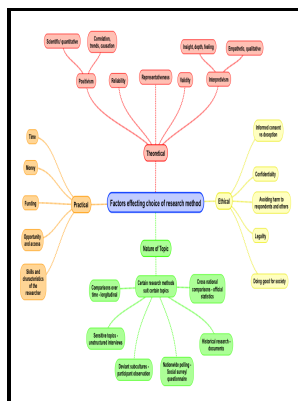 Scientific/ quantitative
Correlation,
trends, causation
Insight, depth, feeling
Empathetic, qualitative
Positivism
Reliability
Representativeness
Validity
Interpretivism
Theoretical
Time
Money
Funding
Opportunity
and access
Skills and
characteristics
of the
researcher
Practical
Factors effecting choice of research method
Ethical
Informed consent
vs deception
Confidentiality
Avoiding harm to
respondents and others
Legality
Doing good for society
Nature of Topic
Certain research methods
suit certain topics
Comparisons over
time - longitudinal
Cross national
comparisons - official
statistics
Sensitive topics -
unstructured interviews
Deviant subcultures -
participant observation
Nationwide polling -
Social survey/
questionnaire
Historical research -
documents